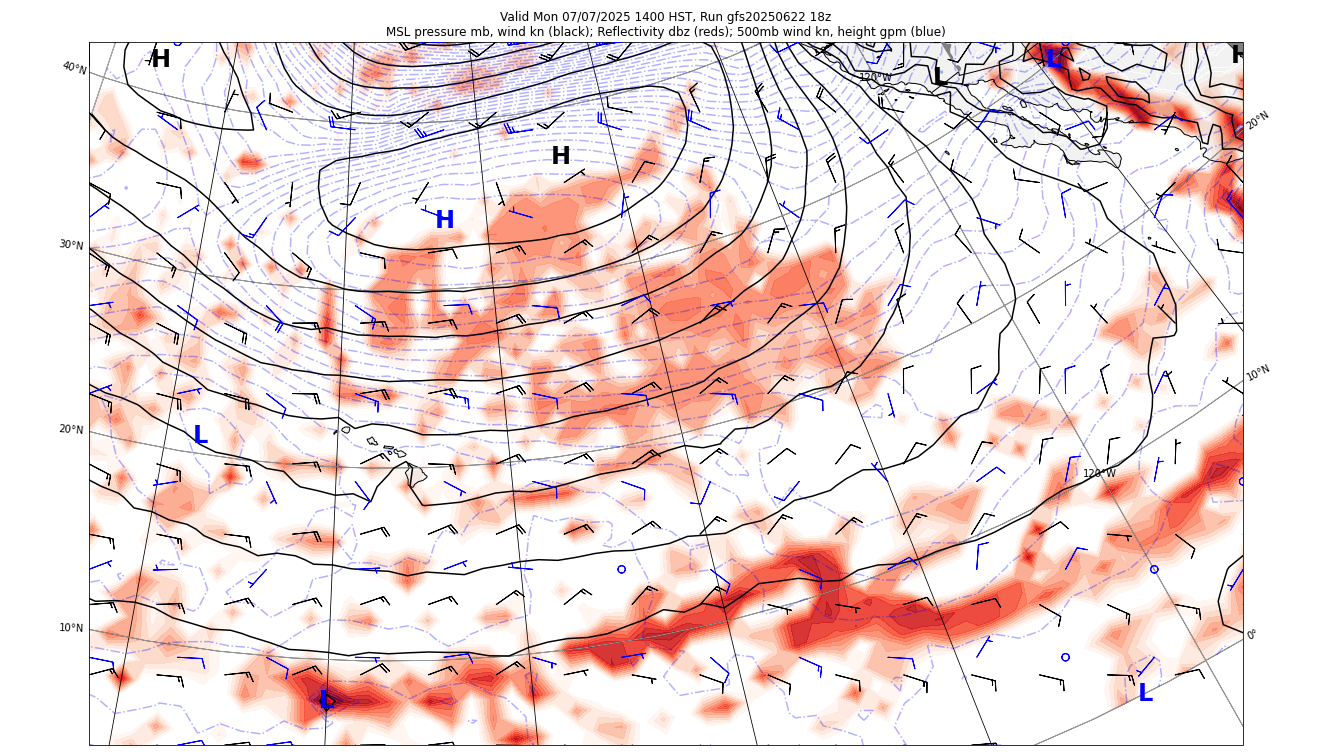 Valid Mon 07/07/2025 1400 HST, Run gfs20250622 18z
MSL pressure mb, wind kn (black); Reflectivity dbz (reds); 500mb wind kn, height gpm (blue)
H
L
H
40°N
120°W
L
20°N
H
H
30°N
10°N
20°N
L
120°W
10°N
0°
L
L